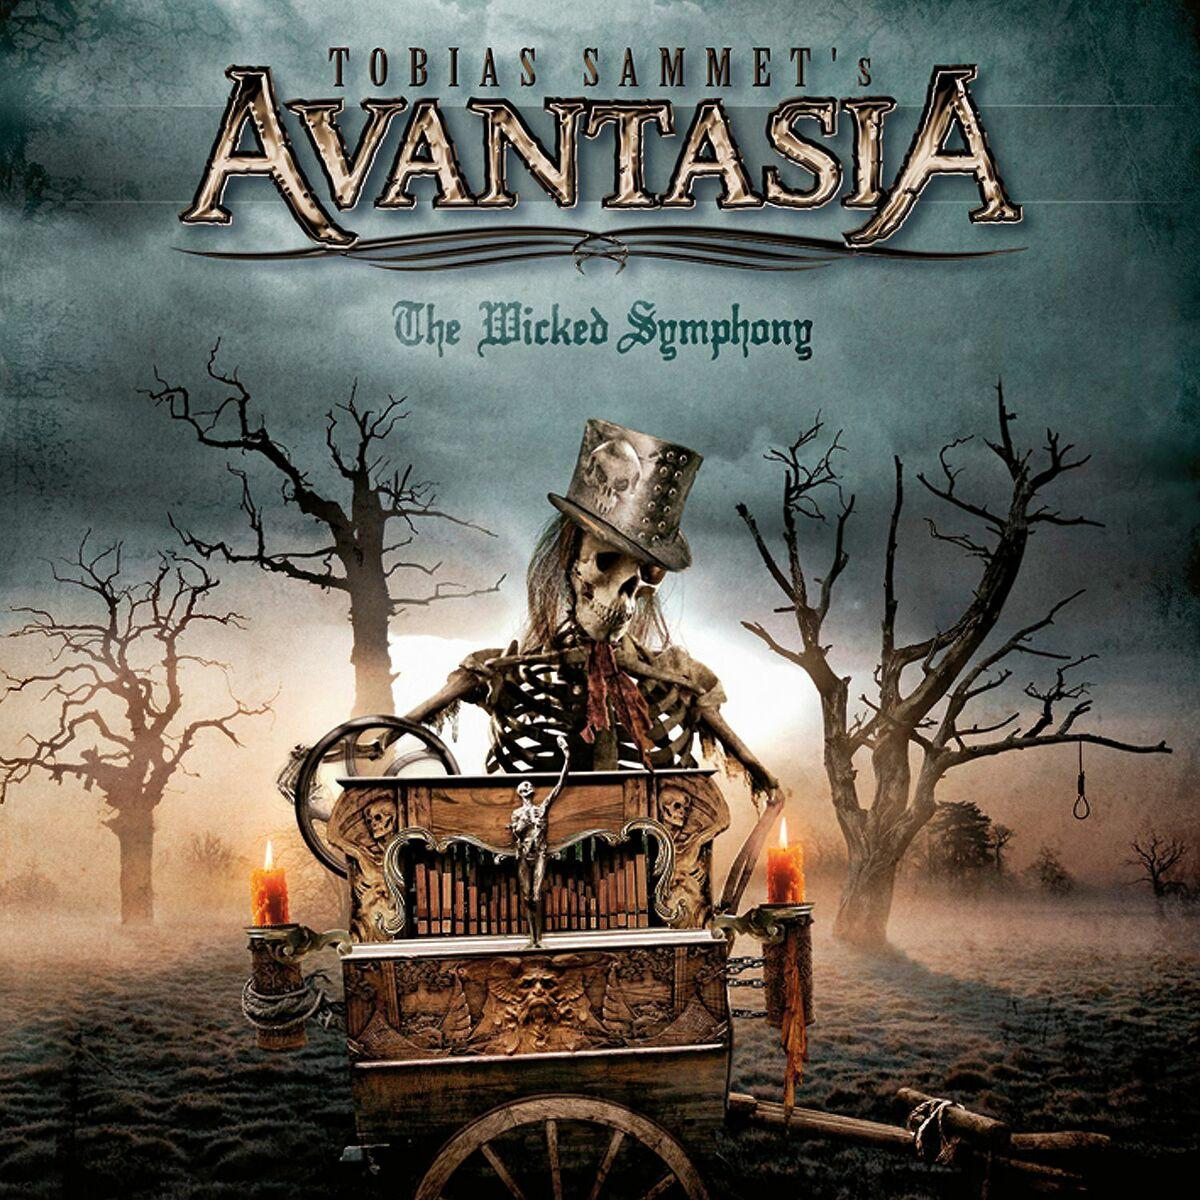 TOBIAS SAMMET's
AVANTASIA
The Wicked Symphony